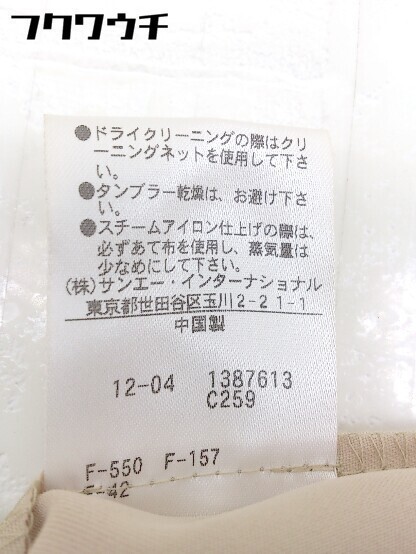 フクワウチ
●ドライクリーニングの際はクリ
ーニングネットを使用して下さ
い。
●タンブラー乾燥は、お避け下さ
い。
●スチームアイロン仕上げの際は、
必ずあて布を使用し、蒸気量は
少なめにして下さい。
(株)サンエー・インターナショナル
東京都世田谷区玉川2-21-1
中国製
12-04 1387613
C259
F-550 F-157
F-42